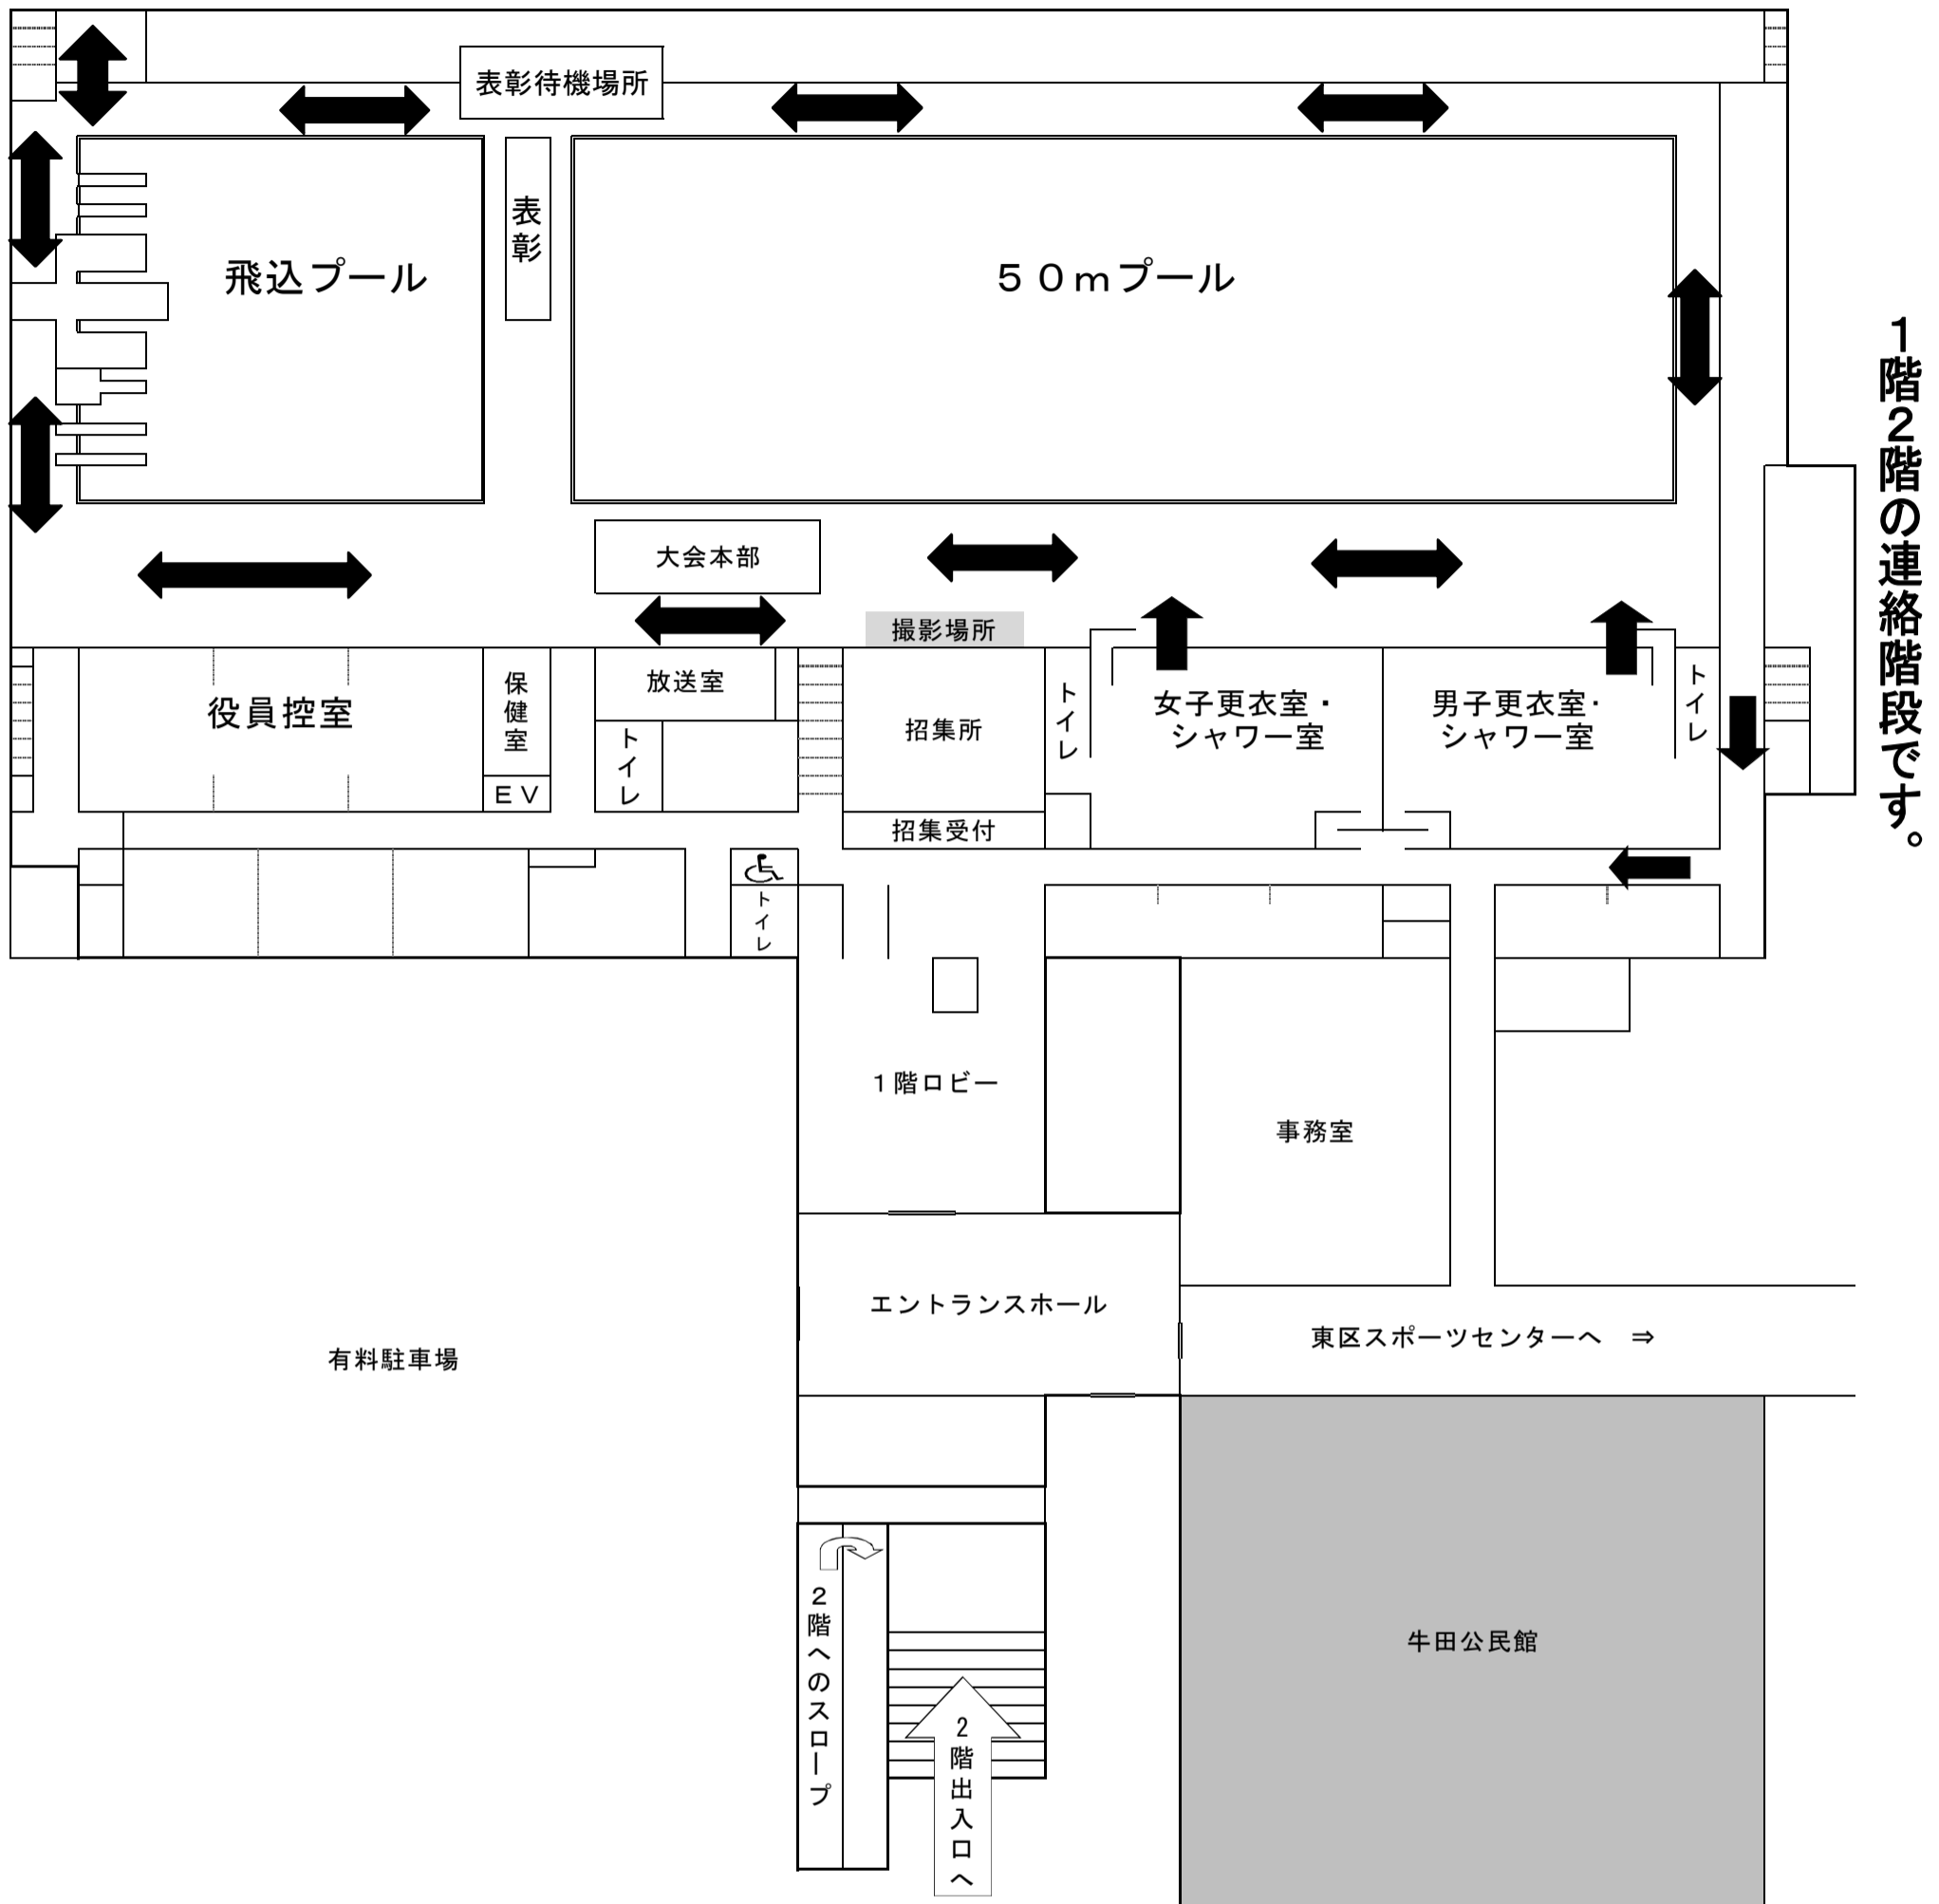 表彰待機場所
表彰
飛込プール
５０ｍプール
１階２階の連絡階段です。
大会本部
撮影場所
役員控室
保健室
ＥＶ
放送室
トイレ
招集所
招集受付
トイレ
女子更衣室・
シャワー室
男子更衣室・
シャワー室
トイレ
トイレ
１階ロビー
事務室
エントランスホール
東区スポーツセンターへ　⇒
有料駐車場
２階へのスロープ
２階出入口へ
牛田公民館